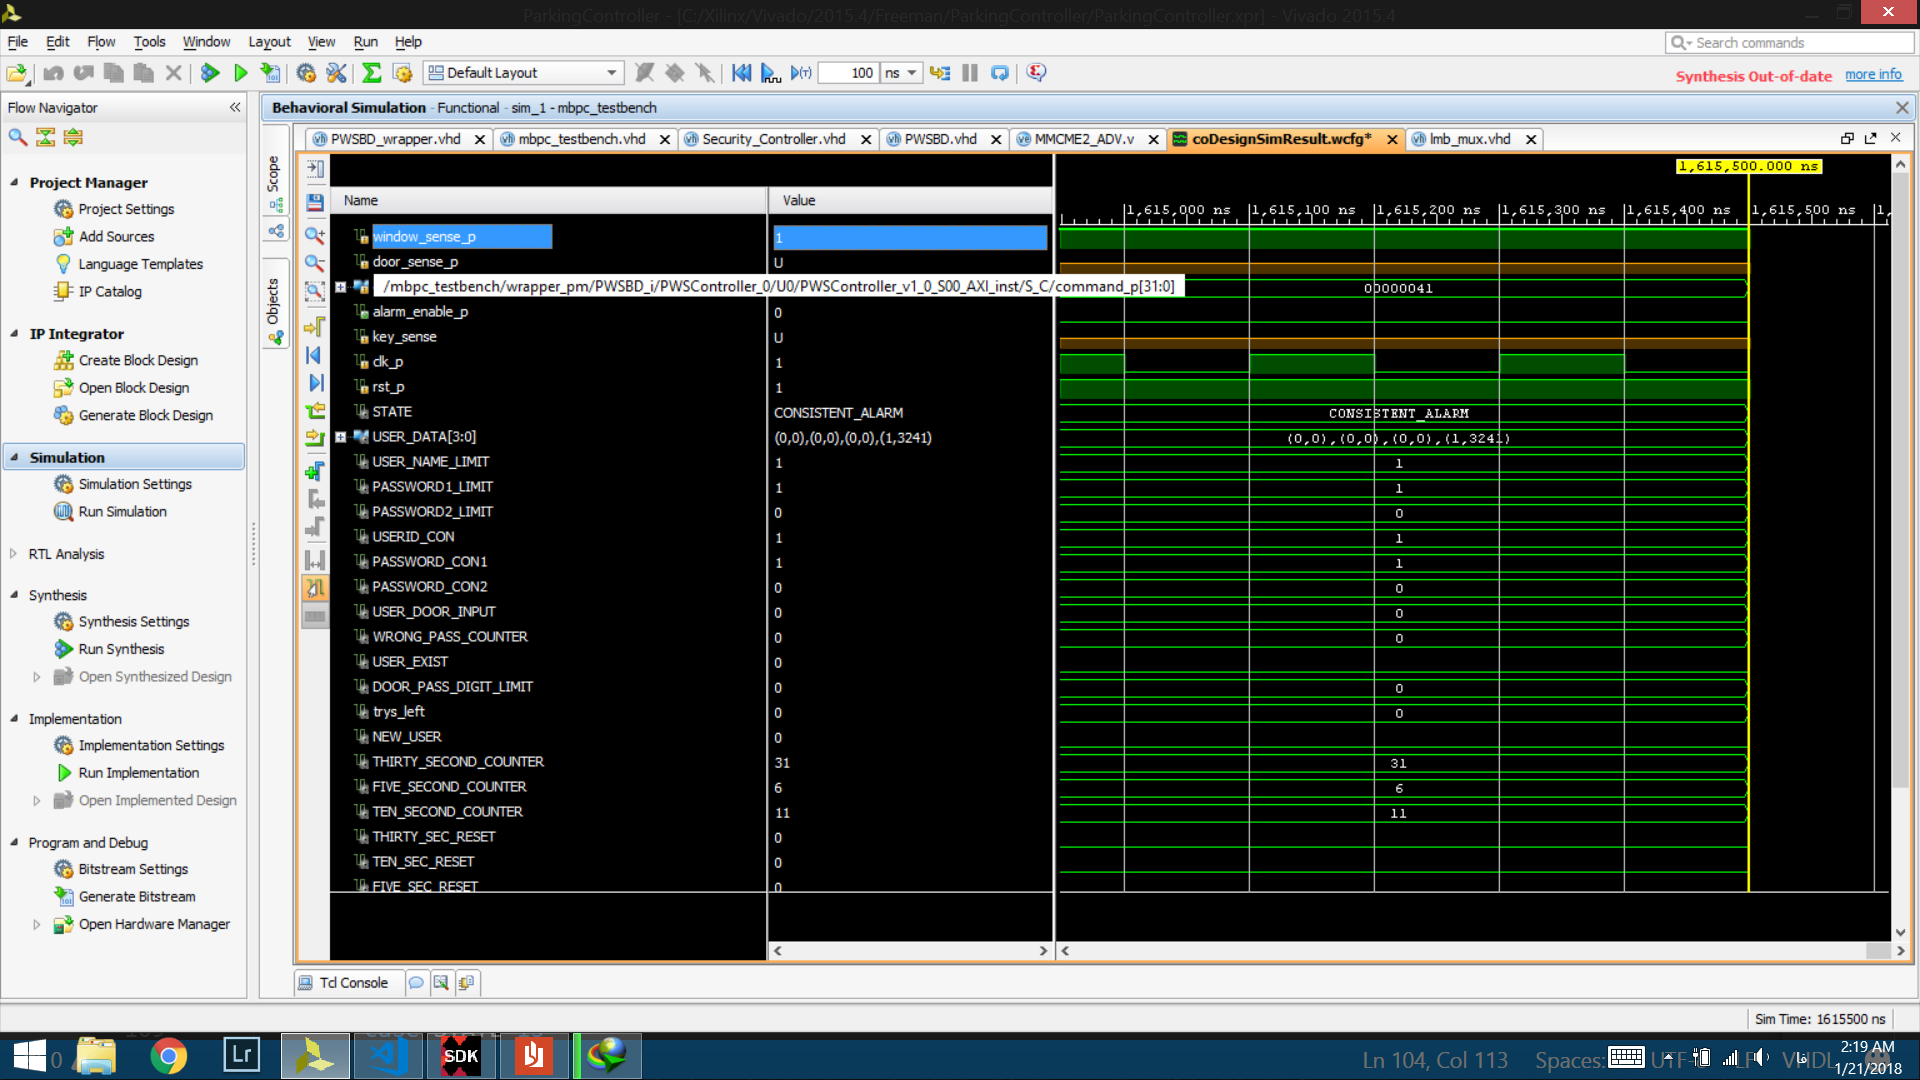 ParkingController - [C:/Xilinx/Vivado/2015.4/Freeman/ParkingController/ParkingController.xpr] - Vivado 2015.4
File Edit Flow Tools Window Layout View Run Help
Search commands
Default Layout
100 ns
Synthesis Out-of-date more info
Flow Navigator
Behavioral Simulation - Functional - sim_1 - mbpc_testbench
PWSBD_wrapper.vhd mbpc_testbench.vhd Security_Controller.vhd PWSBD.vhd MMCME2_ADV.v coDesignSimResult.wcfg* lmb_mux.vhd
Scope
Objects
Project Manager
Project Settings
Add Sources
Language Templates
IP Catalog
IP Integrator
Create Block Design
Open Block Design
Generate Block Design
Simulation
Simulation Settings
Run Simulation
RTL Analysis
Synthesis
Synthesis Settings
Run Synthesis
Open Synthesized Design
Implementation
Implementation Settings
Run Implementation
Open Implemented Design
Program and Debug
Bitstream Settings
Generate Bitstream
Open Hardware Manager
1,615,500.000 ns
Name Value
1,615,000 ns 1,615,100 ns 1,615,200 ns 1,615,300 ns 1,615,400 ns 1,615,500 ns 1,
window_sense_p 1
door_sense_p U
/mbpc_testbench/wrapper_pm/PWSBD_i/PWSController_0/U0/PWSController_v1_0_S00_AXI_inst/S_C/command_p[31:0] 00000041
alarm_enable_p 0
key_sense U
clk_p 1
rst_p 1
STATE CONSISTENT_ALARM CONSISTENT_ALARM
USER_DATA[3:0] (0,0),(0,0),(0,0),(1,3241) (0,0),(0,0),(0,0),(1,3241)
USER_NAME_LIMIT 1 1
PASSWORD1_LIMIT 1 1
PASSWORD2_LIMIT 0 0
USERID_CON 1 1
PASSWORD_CON1 1 1
PASSWORD_CON2 0 0
USER_DOOR_INPUT 0 0
WRONG_PASS_COUNTER 0 0
USER_EXIST 0
DOOR_PASS_DIGIT_LIMIT 0 0
trys_left 0 0
NEW_USER 0
THIRTY_SECOND_COUNTER 31 31
FIVE_SECOND_COUNTER 6 6
TEN_SECOND_COUNTER 11 11
THIRTY_SEC_RESET 0
TEN_SEC_RESET 0
FIVE_SEC_RESET 0
Tcl Console
Sim Time: 1615500 ns
Lr SDK
Ln 104, Col 113 Spaces: UTF- LF VHDL
2:19 AM
1/21/2018